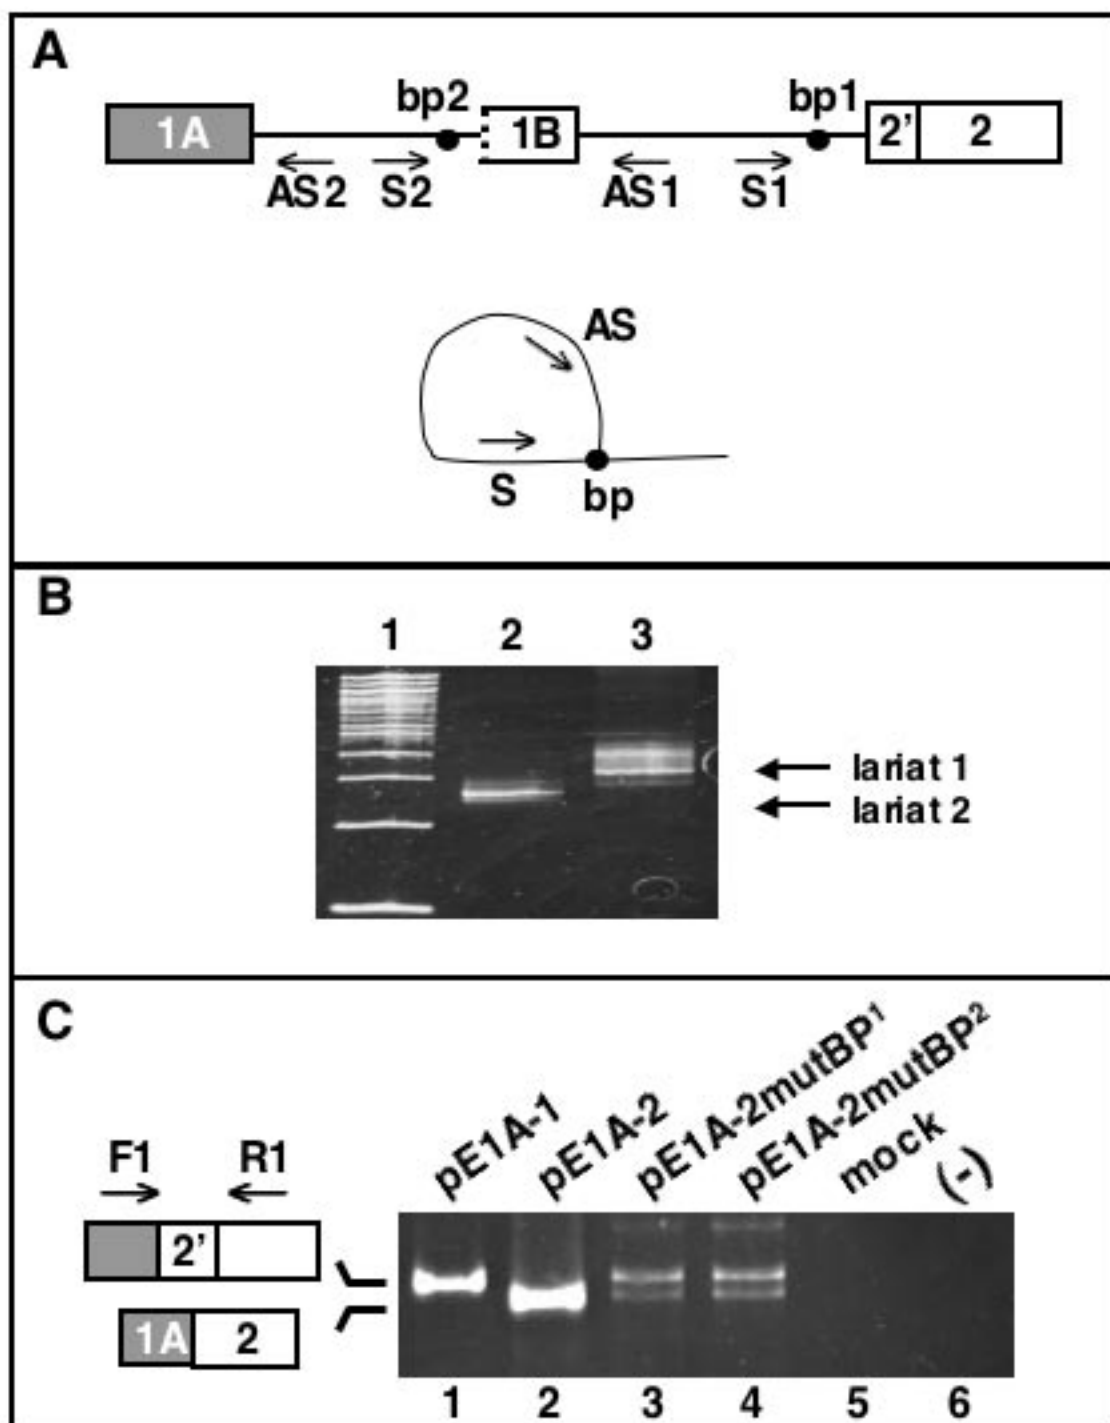 A
bp2 bp1
1A 1B 2' 2
AS2 S2 AS1 S1
AS
S bp
B
1 2 3
lariat 1
lariat 2
C
pE1A-1 pE1A-2 pE1A-2mutBP¹ pE1A-2mutBP² mock (-)
F1 R1
2'
1A 2
1 2 3 4 5 6